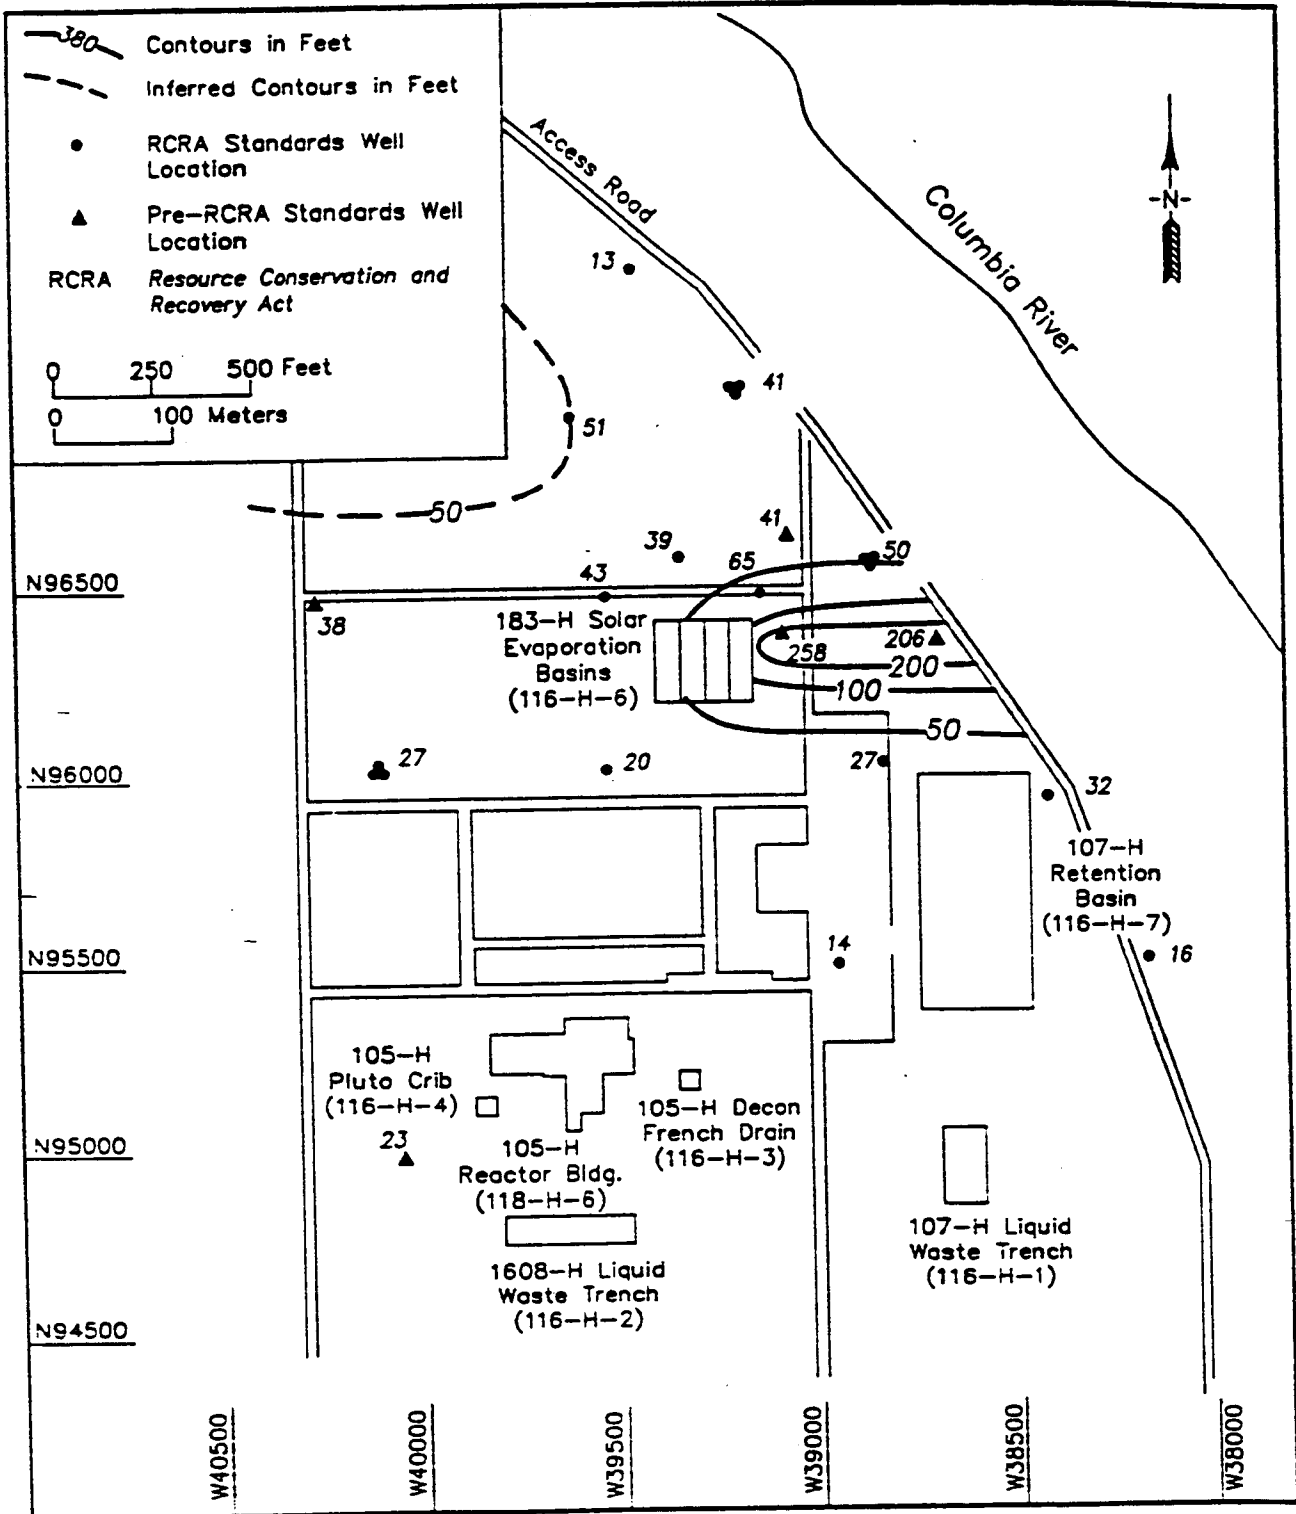 380
Contours in Feet
Inferred Contours in Feet
RCRA Standards Well
Location
Pre-RCRA Standards Well
Location
RCRA Resource Conservation and
Recovery Act
0 250 500 Feet
0 100 Meters
Access Road
Columbia River
-N-
13
41
51
50
41
39
65
50
43
N96500
38
183-H Solar
Evaporation
Basins
(116-H-6)
258
206
200
100
50
27
20
27
N96000
32
107-H
Retention
Basin
(116-H-7)
14
16
N95500
105-H
Pluto Crib
(116-H-4)
105-H Decon
French Drain
(116-H-3)
23
N95000
105-H
Reactor Bldg.
(118-H-6)
107-H Liquid
Waste Trench
(116-H-1)
1608-H Liquid
Waste Trench
(116-H-2)
N94500
W40500
W40000
W39500
W39000
W38500
W38000